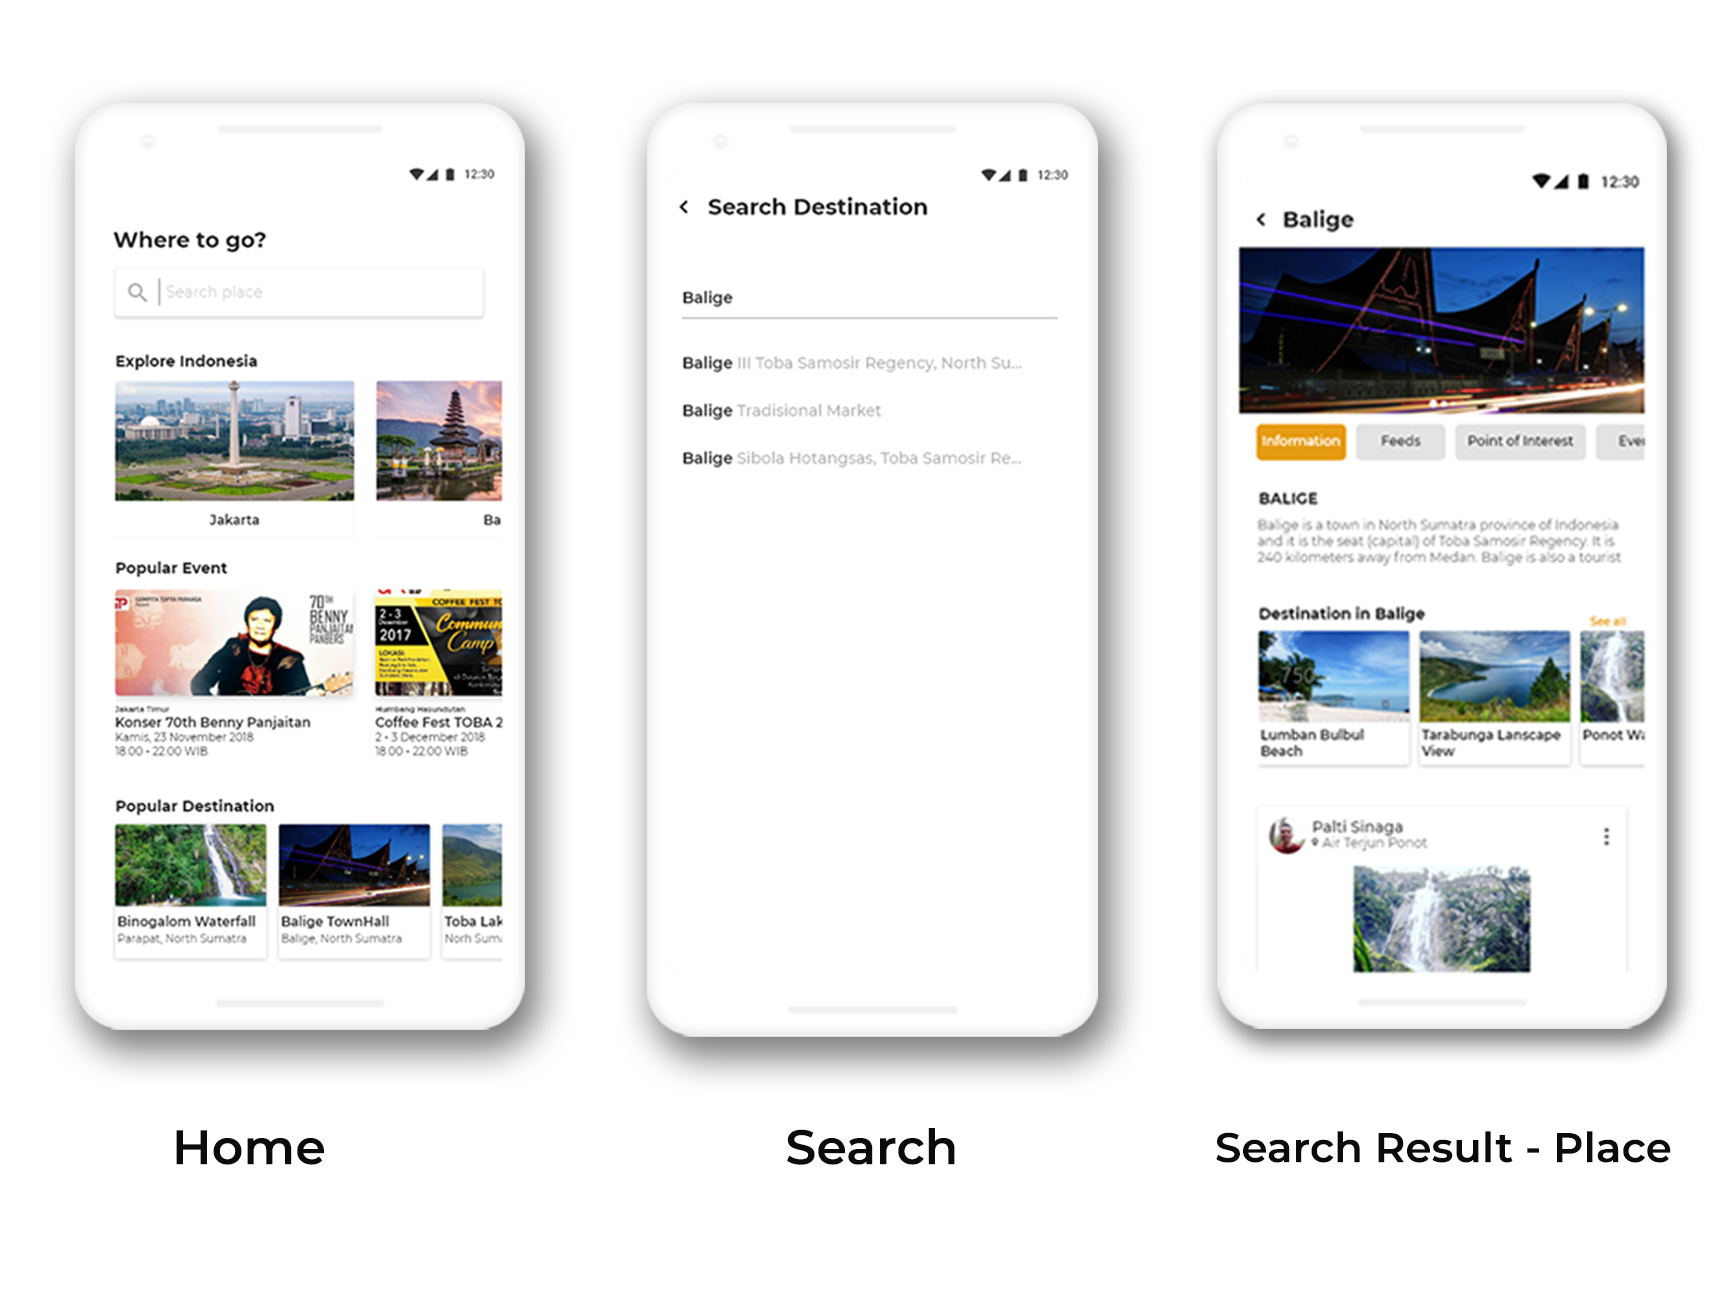 12:30
Where to go?
Search place
Explore Indonesia
Jakarta
Ba
Popular Event
GOMPITA TOPTA PERHAGA
70TH
BENNY
PANJAITAN
PANBERS
COFFEE FEST TO
2 - 3
Desember
2017
LOKASI:
Commun
Camp
Jakarta Timur
Konser 70th Benny Panjaitan
Kamis, 23 November 2018
18.00 - 22.00 WIB
Humbang Hasundutan
Coffee Fest TOBA 2
2 - 3 December 2018
18.00 - 22.00 WIB
Popular Destination
Binogalom Waterfall
Parapat, North Sumatra
Balige TownHall
Balige, North Sumatra
Toba Lak
Norh Suma
Home
12:30
Search Destination
Balige
Balige III Toba Samosir Regency, North Su...
Balige Tradisional Market
Balige Sibola Hotangsas, Toba Samosir Re...
Search
12:30
Balige
Information
Feeds
Point of Interest
Eve
BALIGE
Balige is a town in North Sumatra province of Indonesia
and it is the seat (capital) of Toba Samosir Regency. It is
240 kilometers away from Medan. Balige is also a tourist
Destination in Balige
See all
750
Lumban Bulbul
Beach
Tarabunga Lanscape
View
Ponot Wa
Palti Sinaga
Air Terjun Ponot
Search Result - Place